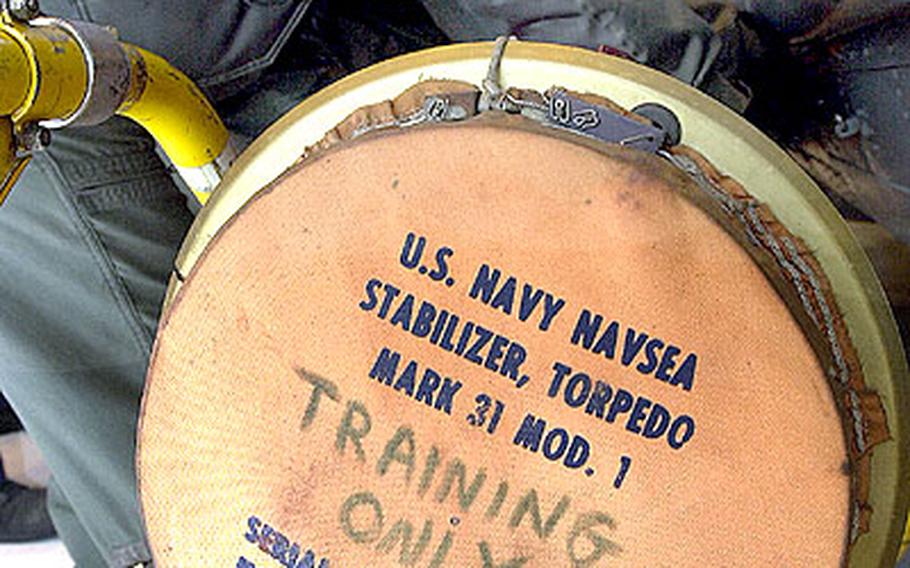 U.S. NAVY NAVSEA
STABILIZER, TORPEDO
MARK 31 MOD. 1
TRAINING
ONLY